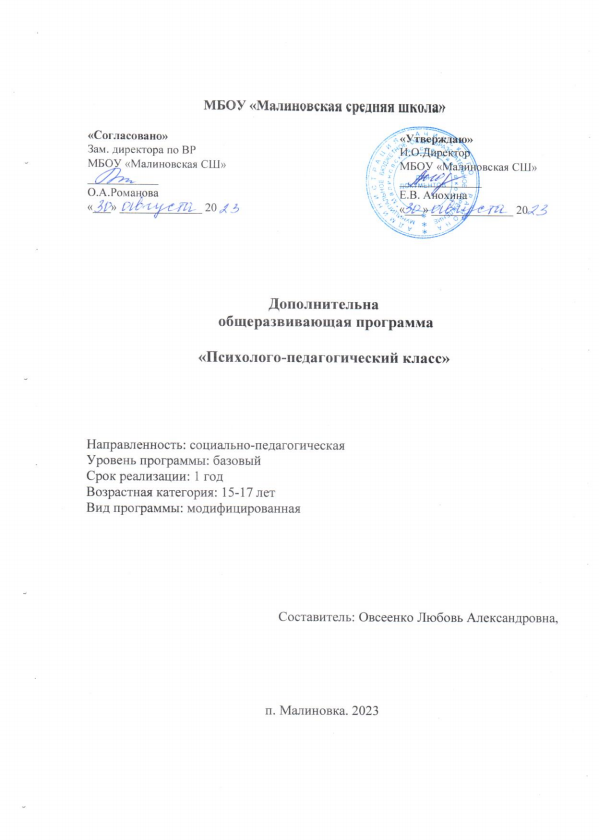 МБОУ «Малиновская средняя школа»
«Согласовано»
Зам. директора по ВР
МБОУ «Малиновская СШ»
О.А.Романова
«30» августа 2023
«Утверждаю»
И.О.Директор
МБОУ «Малиновская СШ»
Е.В. Анохина
«30» августа 2023
Дополнительна
общеразвивающая программа
«Психолого-педагогический класс»
Направленность: социально-педагогическая
Уровень программы: базовый
Срок реализации: 1 год
Возрастная категория: 15-17 лет
Вид программы: модифицированная
Составитель: Овсеенко Любовь Александровна,
п. Малиновка. 2023